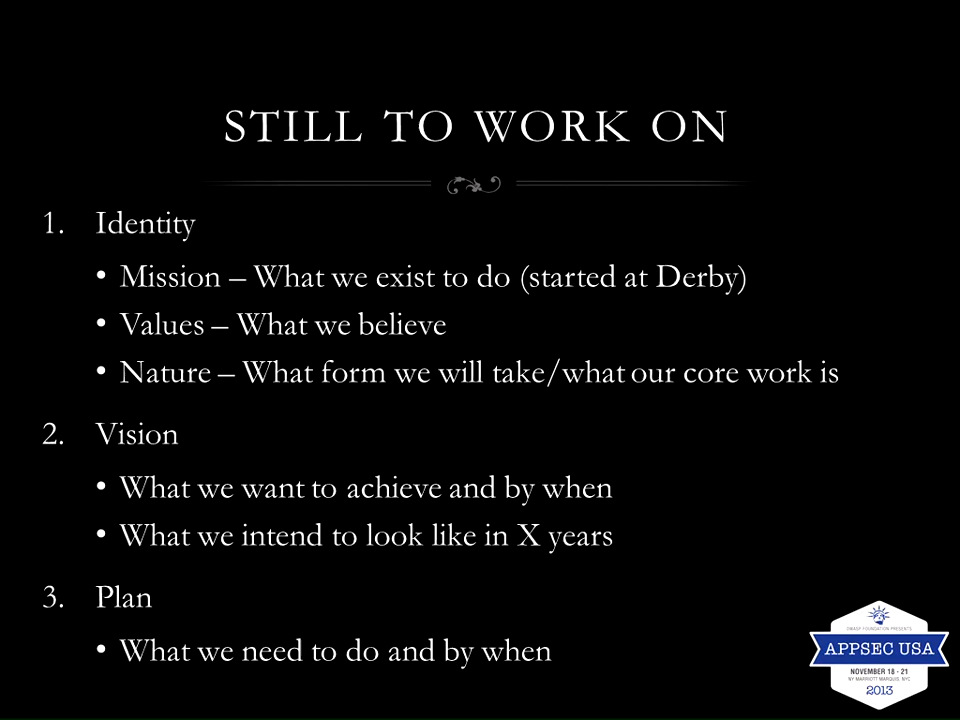 STILL TO WORK ON
1. Identity
• Mission – What we exist to do (started at Derby)
• Values – What we believe
• Nature – What form we will take/what our core work is
2. Vision
• What we want to achieve and by when
• What we intend to look like in X years
3. Plan
• What we need to do and by when
OWASP FOUNDATION PRESENTS
APPSEC USA
NOVEMBER 18 - 21
NY MARRIOTT MARQUIS, NYC
2013